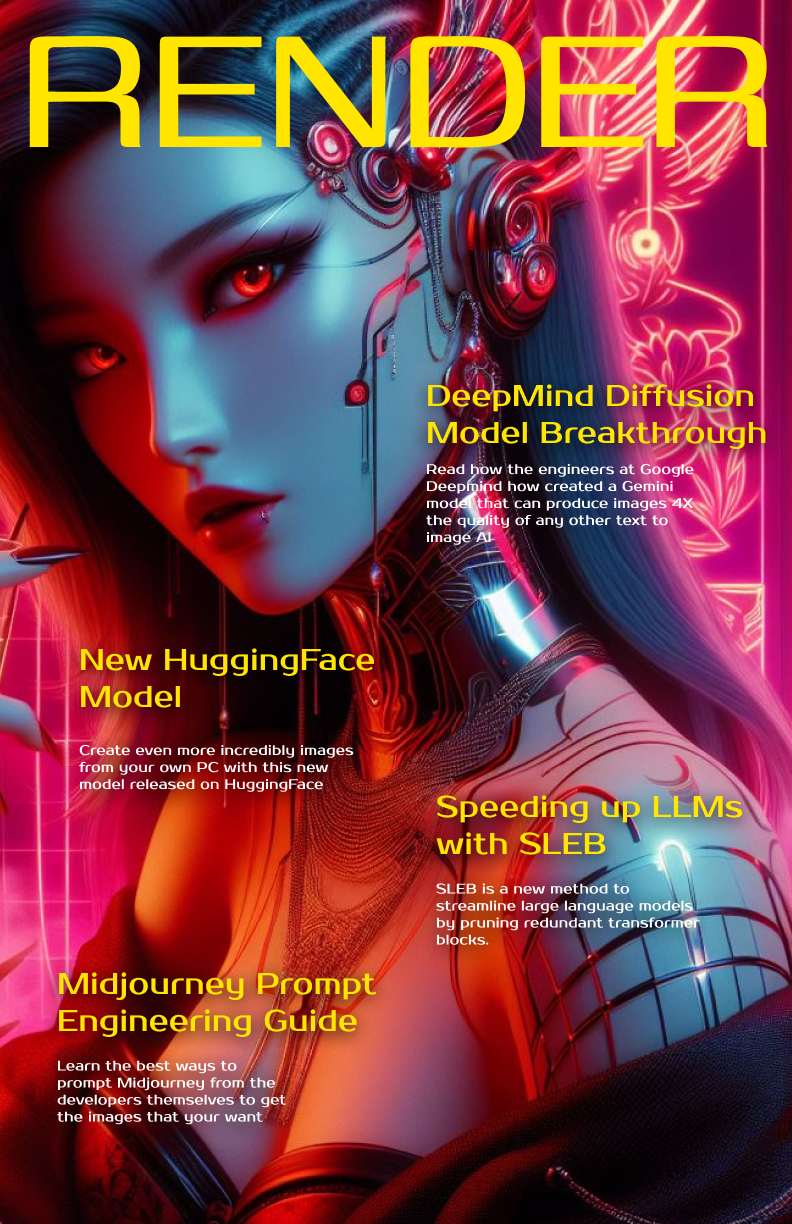 RENDER
DeepMind Diffusion
Model Breakthrough
Read how the engineers at Google
Deepmind how created a Gemini
model that can produce images 4X
the quality of any other text to
image AI
New HuggingFace
Model
Create even more incredibly images
from your own PC with this new
model released on HuggingFace
Speeding up LLMs
with SLEB
SLEB is a new method to
streamline large language models
by pruning redundant transformer
blocks.
Midjourney Prompt
Engineering Guide
Learn the best ways to
prompt Midjourney from the
developers themselves to get
the images that your want